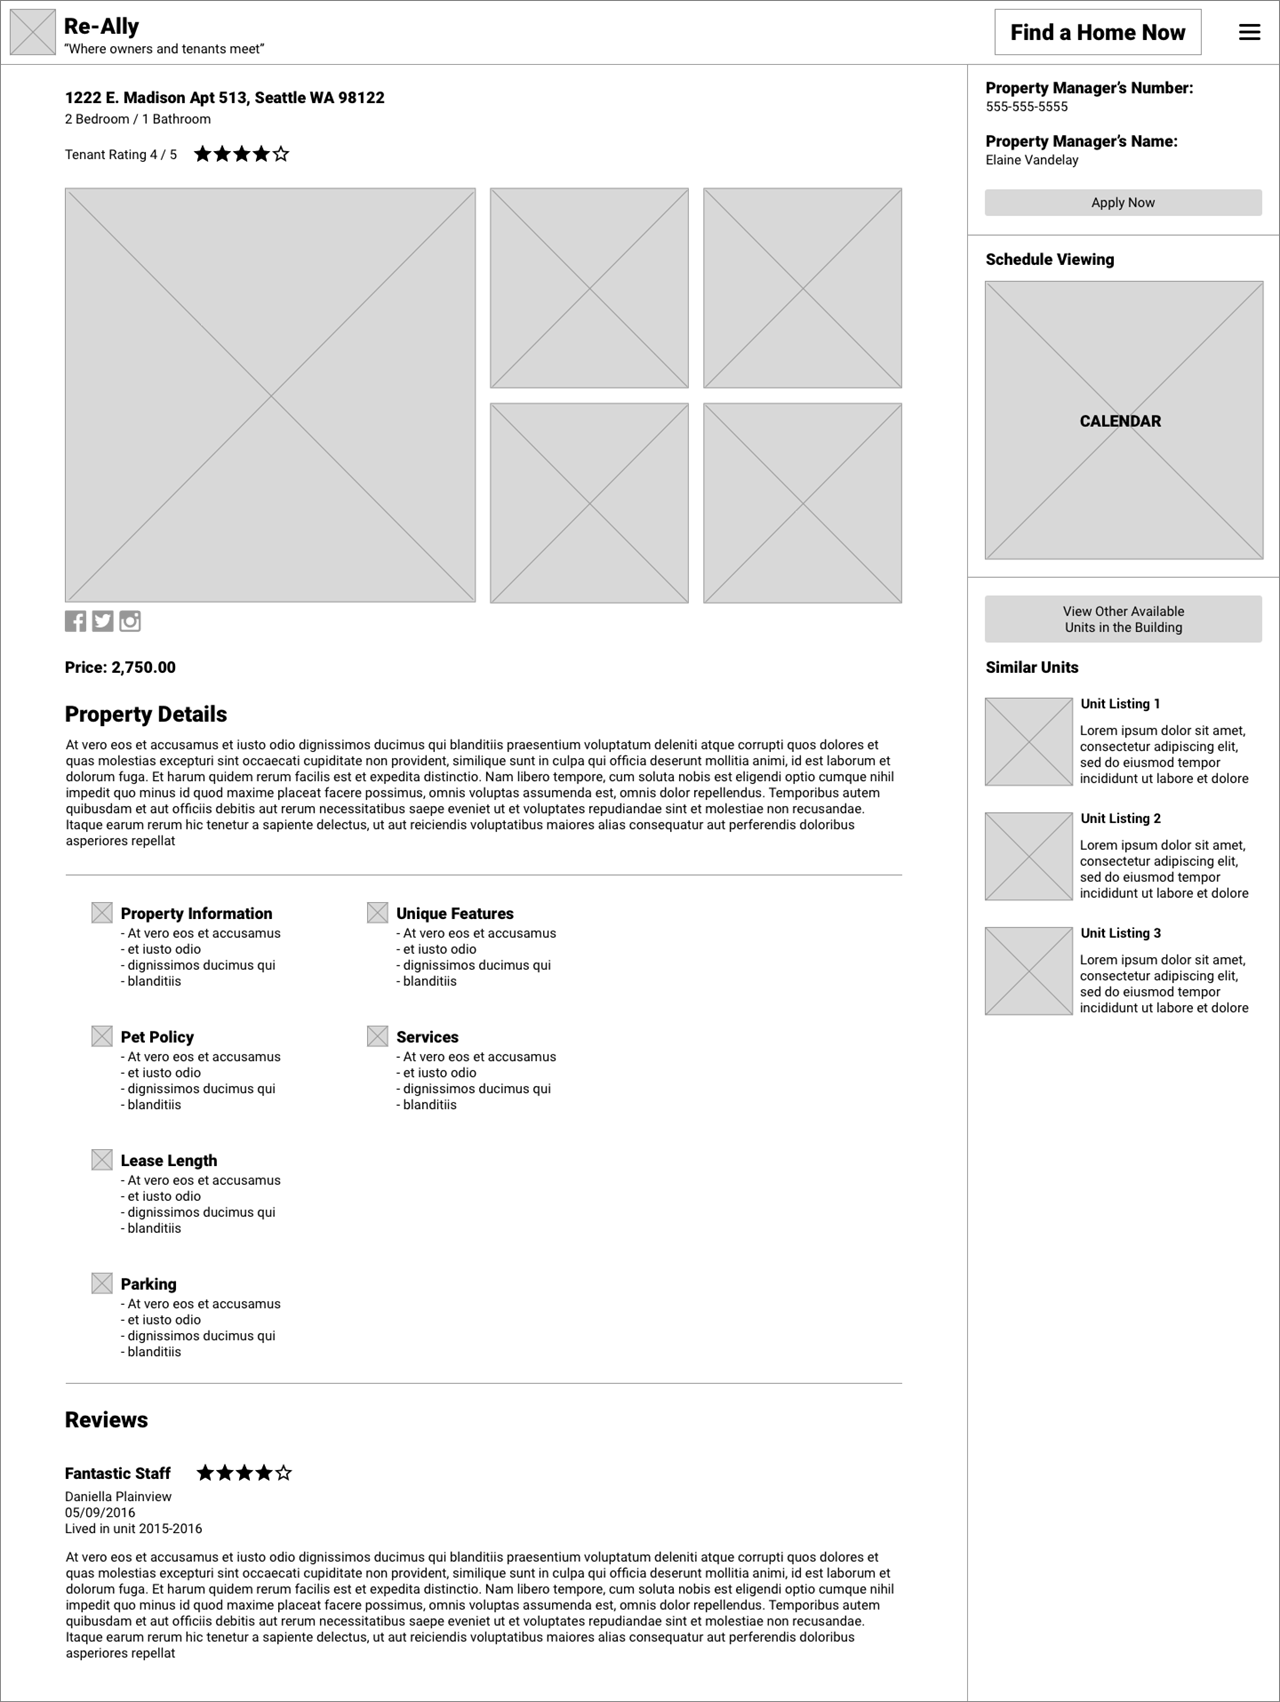 Re-Ally
“Where owners and tenants meet”
Find a Home Now
1222 E. Madison Apt 513, Seattle WA 98122
2 Bedroom / 1 Bathroom
Tenant Rating 4 / 5
Price: 2,750.00
Property Details
At vero eos et accusamus et iusto odio dignissimos ducimus qui blanditiis praesentium voluptatum deleniti atque corrupti quos dolores et
quas molestias excepturi sint occaecati cupiditate non provident, similique sunt in culpa qui officia deserunt mollitia animi, id est laborum et
dolorum fuga. Et harum quidem rerum facilis est et expedita distinctio. Nam libero tempore, cum soluta nobis est eligendi optio cumque nihil
impedit quo minus id quod maxime placeat facere possimus, omnis voluptas assumenda est, omnis dolor repellendus. Temporibus autem
quibusdam et aut officiis debitis aut rerum necessitatibus saepe eveniet ut et voluptates repudiandae sint et molestiae non recusandae.
Itaque earum rerum hic tenetur a sapiente delectus, ut aut reiciendis voluptatibus maiores alias consequatur aut perferendis doloribus
asperiores repellat
Property Information
- At vero eos et accusamus
- et iusto odio
- dignissimos ducimus qui
- blanditiis
Unique Features
- At vero eos et accusamus
- et iusto odio
- dignissimos ducimus qui
- blanditiis
Pet Policy
- At vero eos et accusamus
- et iusto odio
- dignissimos ducimus qui
- blanditiis
Services
- At vero eos et accusamus
- et iusto odio
- dignissimos ducimus qui
- blanditiis
Lease Length
- At vero eos et accusamus
- et iusto odio
- dignissimos ducimus qui
- blanditiis
Parking
- At vero eos et accusamus
- et iusto odio
- dignissimos ducimus qui
- blanditiis
Reviews
Fantastic Staff
Daniella Plainview
05/09/2016
Lived in unit 2015-2016
At vero eos et accusamus et iusto odio dignissimos ducimus qui blanditiis praesentium voluptatum deleniti atque corrupti quos dolores et
quas molestias excepturi sint occaecati cupiditate non provident, similique sunt in culpa qui officia deserunt mollitia animi, id est laborum et
dolorum fuga. Et harum quidem rerum facilis est et expedita distinctio. Nam libero tempore, cum soluta nobis est eligendi optio cumque nihil
impedit quo minus id quod maxime placeat facere possimus, omnis voluptas assumenda est, omnis dolor repellendus. Temporibus autem
quibusdam et aut officiis debitis aut rerum necessitatibus saepe eveniet ut et voluptates repudiandae sint et molestiae non recusandae.
Itaque earum rerum hic tenetur a sapiente delectus, ut aut reiciendis voluptatibus maiores alias consequatur aut perferendis doloribus
asperiores repellat
Property Manager’s Number:
555-555-5555
Property Manager’s Name:
Elaine Vandelay
Apply Now
Schedule Viewing
CALENDAR
View Other Available
Units in the Building
Similar Units
Unit Listing 1
Lorem ipsum dolor sit amet,
consectetur adipiscing elit,
sed do eiusmod tempor
incididunt ut labore et dolore
Unit Listing 2
Lorem ipsum dolor sit amet,
consectetur adipiscing elit,
sed do eiusmod tempor
incididunt ut labore et dolore
Unit Listing 3
Lorem ipsum dolor sit amet,
consectetur adipiscing elit,
sed do eiusmod tempor
incididunt ut labore et dolore